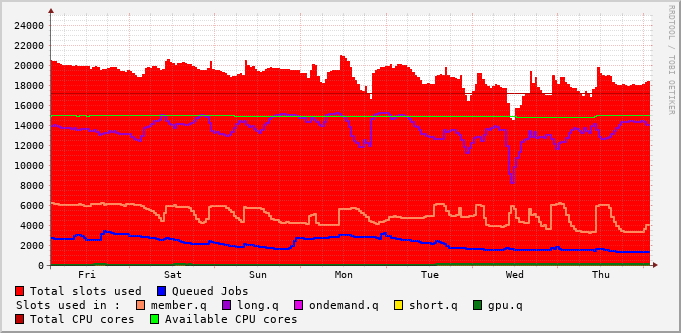 RRDTOOL / TOBI OETIKER
24000
22000
20000
18000
16000
14000
12000
10000
8000
6000
4000
2000
0
Fri Sat Sun Mon Tue Wed Thu
Total slots used Queued Jobs
Slots used in : member.q long.q ondemand.q short.q gpu.q
Total CPU cores Available CPU cores